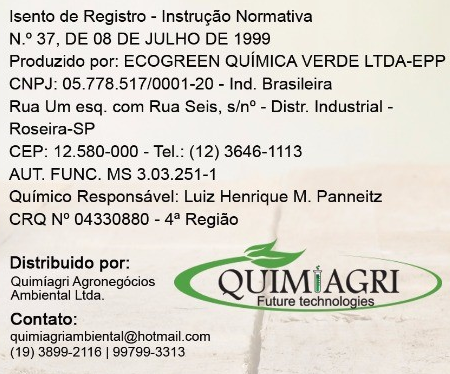 Isento de Registro - Instrução Normativa
N.º 37, DE 08 DE JULHO DE 1999
Produzido por: ECOGREEN QUÍMICA VERDE LTDA-EPP
CNPJ: 05.778.517/0001-20 - Ind. Brasileira
Rua Um esq. com Rua Seis, s/nº - Distr. Industrial -
Roseira-SP
CEP: 12.580-000 - Tel.: (12) 3646-1113
AUT. FUNC. MS 3.03.251-1
Químico Responsável: Luiz Henrique M. Panneitz
CRQ Nº 04330880 - 4ª Região
Distribuido por:
Quimíagri Agronegócios
Ambiental Ltda.
QUIMIAGRI
Future technologies
Contato:
quimiagriambiental@hotmail.com
(19) 3899-2116 | 99799-3313